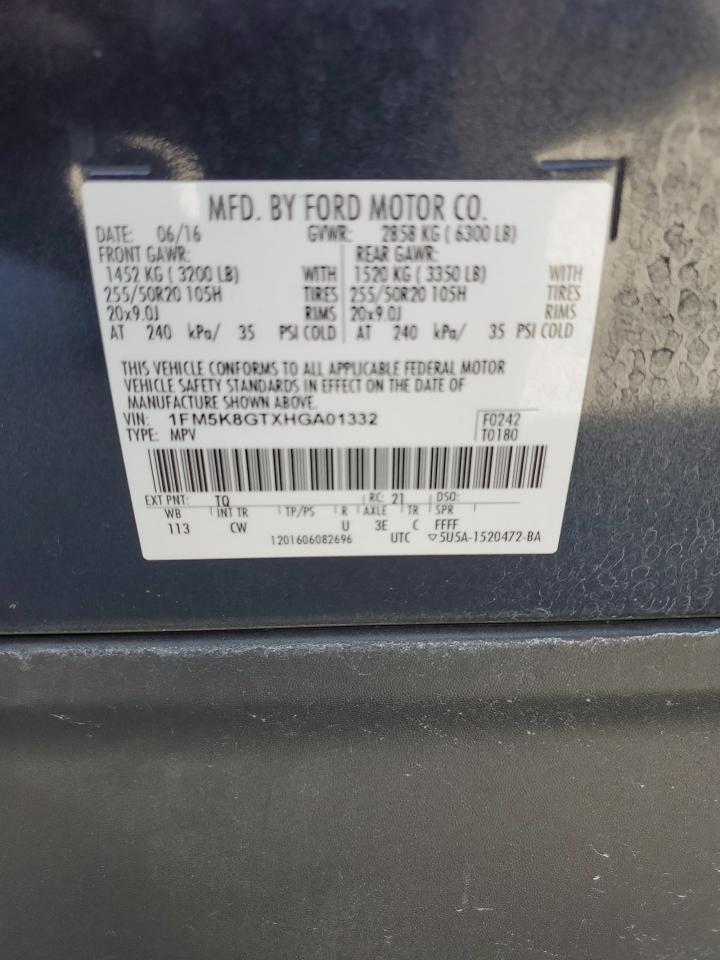 MFD. BY FORD MOTOR CO.
DATE: 06/16 GVWR: 2858 KG ( 6300 LB)
FRONT GAWR: REAR GAWR:
1452 KG ( 3200 LB) WITH 1520 KG ( 3350 LB) WITH
255/50R20 105H TIRES 255/50R20 105H TIRES
20x9.0J RIMS 20x9.0J RIMS
AT 240 kPa/ 35 PSI COLD AT 240 kPa/ 35 PSI COLD
THIS VEHICLE CONFORMS TO ALL APPLICABLE FEDERAL MOTOR
VEHICLE SAFETY STANDARDS IN EFFECT ON THE DATE OF
MANUFACTURE SHOWN ABOVE.
VIN: 1FM5K8GTXHGA01332 F0242
TYPE: MPV T0180
EXT PNT: TQ RC: 21 DSO:
WB INT TR TP/PS R AXLE TR SPR
113 CW U 3E C FFFF
1201606082696 UTC ▽5U5A-1520472-BA